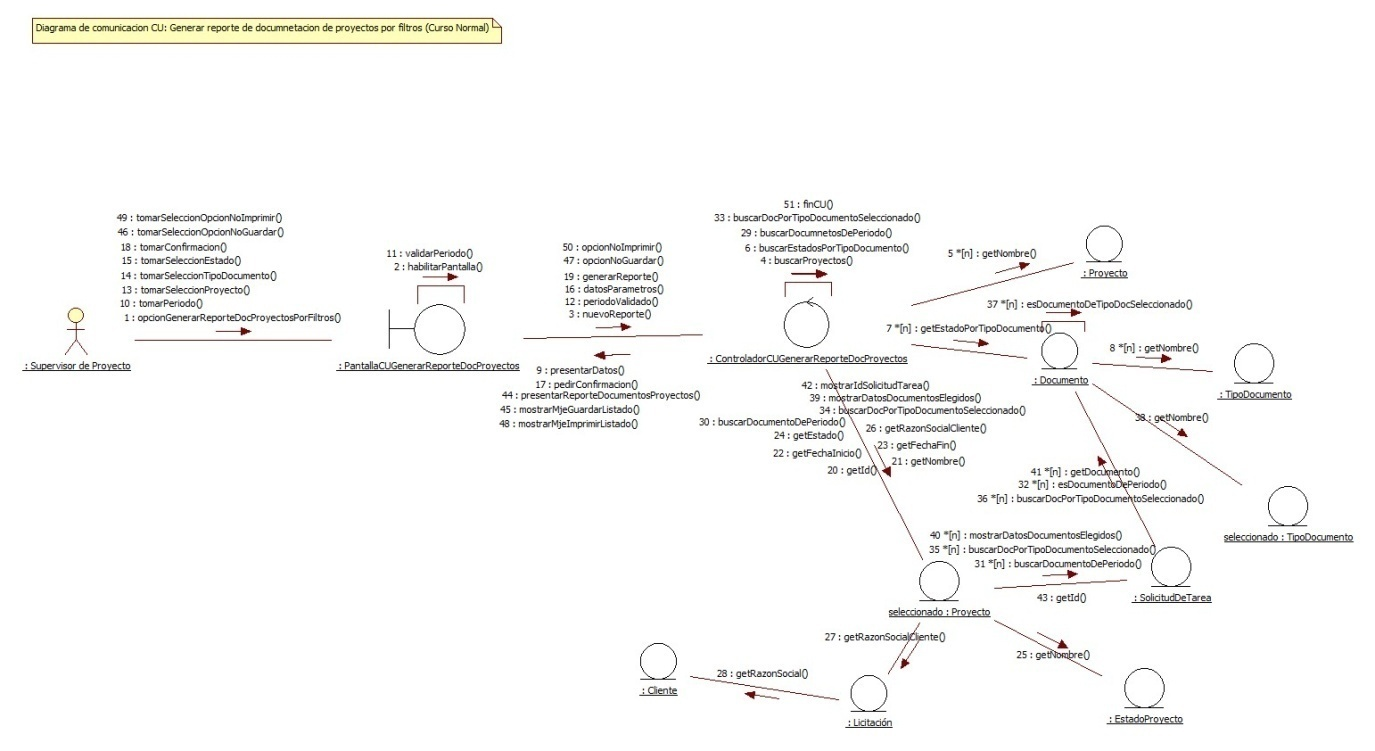 Diagrama de comunicacion CU: Generar reporte de documnetacion de proyectos por filtros (Curso Normal)
49 : tomarSeleccionOpcionNoImprimir()
46 : tomarSeleccionOpcionNoGuardar()
18 : tomarConfirmacion()
15 : tomarSeleccionEstado()
14 : tomarSeleccionTipoDocumento()
13 : tomarSeleccionProyecto()
10 : tomarPeriodo()
1 : opcionGenerarReporteDocProyectosPorFiltros()
: Supervisor de Proyecto
11 : validarPeriodo()
2 : habilitarPantalla()
: PantallaCUGenerarReporteDocProyectos
50 : opcionNoImprimir()
47 : opcionNoGuardar()
19 : generarReporte()
16 : datosParametros()
12 : periodoValidado()
3 : nuevoReporte()
9 : presentarDatos()
17 : pedirConfirmacion()
44 : presentarReporteDocumentosProyectos()
45 : mostrarMjeGuardarListado()
48 : mostrarMjeImprimirListado()
51 : finCU()
33 : buscarDocPorTipoDocumentoSeleccionado()
29 : buscarDocumnetosDePeriodo()
6 : buscarEstadosPorTipoDocumento()
4 : buscarProyectos()
: ControladorCUGenerarReporteDocProyectos
5 *[n] : getNombre()
: Proyecto
37 *[n] : esDocumentoDeTipoDocSeleccionado()
7 *[n] : getEstadoPorTipoDocumento()
: Documento
8 *[n] : getNombre()
: TipoDocumento
38 : getNombre()
seleccionado : TipoDocumento
42 : mostrarIdSolicitudTarea()
39 : mostrarDatosDocumentosElegidos()
34 : buscarDocPorTipoDocumentoSeleccionado()
30 : buscarDocumentoDePeriodo()
26 : getRazonSocialCliente()
24 : getEstado()
23 : getFechaFin()
22 : getFechaInicio()
21 : getNombre()
20 : getId()
41 *[n] : getDocumento()
32 *[n] : esDocumentoDePeriodo()
36 *[n] : buscarDocPorTipoDocumentoSeleccionado()
40 *[n] : mostrarDatosDocumentosElegidos()
35 *[n] : buscarDocPorTipoDocumentoSeleccionado()
31 *[n] : buscarDocumentoDePeriodo()
43 : getId()
: SolicitudDeTarea
seleccionado : Proyecto
27 : getRazonSocialCliente()
25 : getNombre()
28 : getRazonSocial()
: Cliente
: Licitación
: EstadoProyecto